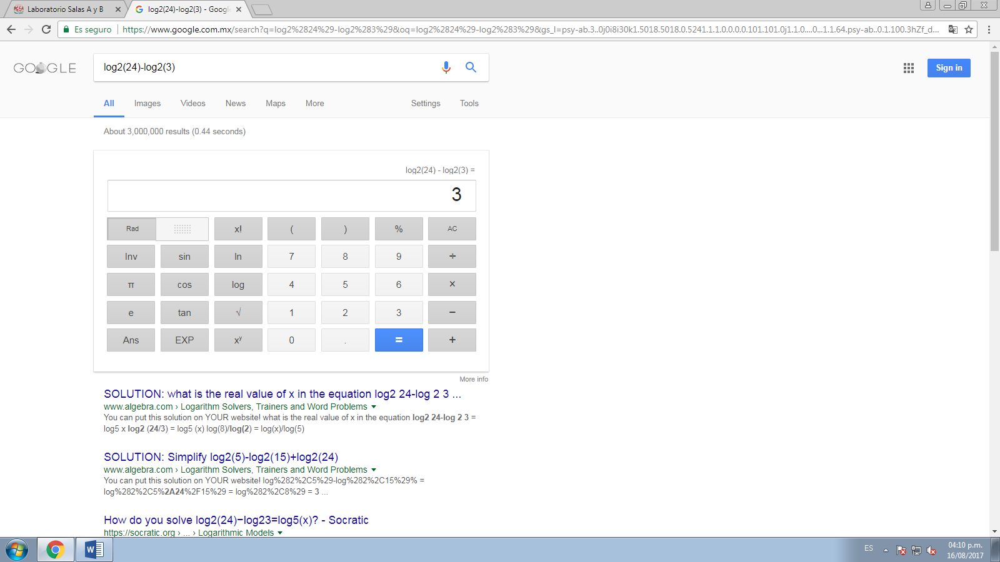 Laboratorio Salas A y B
log2(24)-log2(3) - Google
Es seguro
https://www.google.com.mx/search?q=log2%2824%29-log2%283%29&oq=log2%2824%29-log2%283%29&gs_l=psy-ab.3..0j0i8i30k1.5018.5018.0.5241.1.1.0.0.0.0.101.101.0j1.1.0....0...1.1.64.psy-ab..0.1.100.3hZf_d...
GOOGLE
log2(24)-log2(3)
Sign in
All Images Videos News Maps More Settings Tools
About 3,000,000 results (0.44 seconds)
log2(24) - log2(3) =
3
Rad x! ( ) % AC
Inv sin ln 7 8 9 ÷
π cos log 4 5 6 ×
e tan √ 1 2 3 −
Ans EXP xʸ 0 . = +
More info
SOLUTION: what is the real value of x in the equation log2 24-log 2 3 ...
www.algebra.com › Logarithm Solvers, Trainers and Word Problems
You can put this solution on YOUR website! what is the real value of x in the equation log2 24-log 2 3 =
log5 x log2 (24/3) = log5 (x) log(8)/log(2) = log(x)/log(5)
SOLUTION: Simplify log2(5)-log2(15)+log2(24)
www.algebra.com › Logarithm Solvers, Trainers and Word Problems
You can put this solution on YOUR website! log%282%2C5%29-log%282%2C15%29% =
log%282%2C5%2A24%2F15%29 = log%282%2C8%29 = 3 ...
How do you solve log2(24)−log23=log5(x)? - Socratic
https://socratic.org › ... › Logarithmic Models
ES
04:10 p.m.
16/08/2017